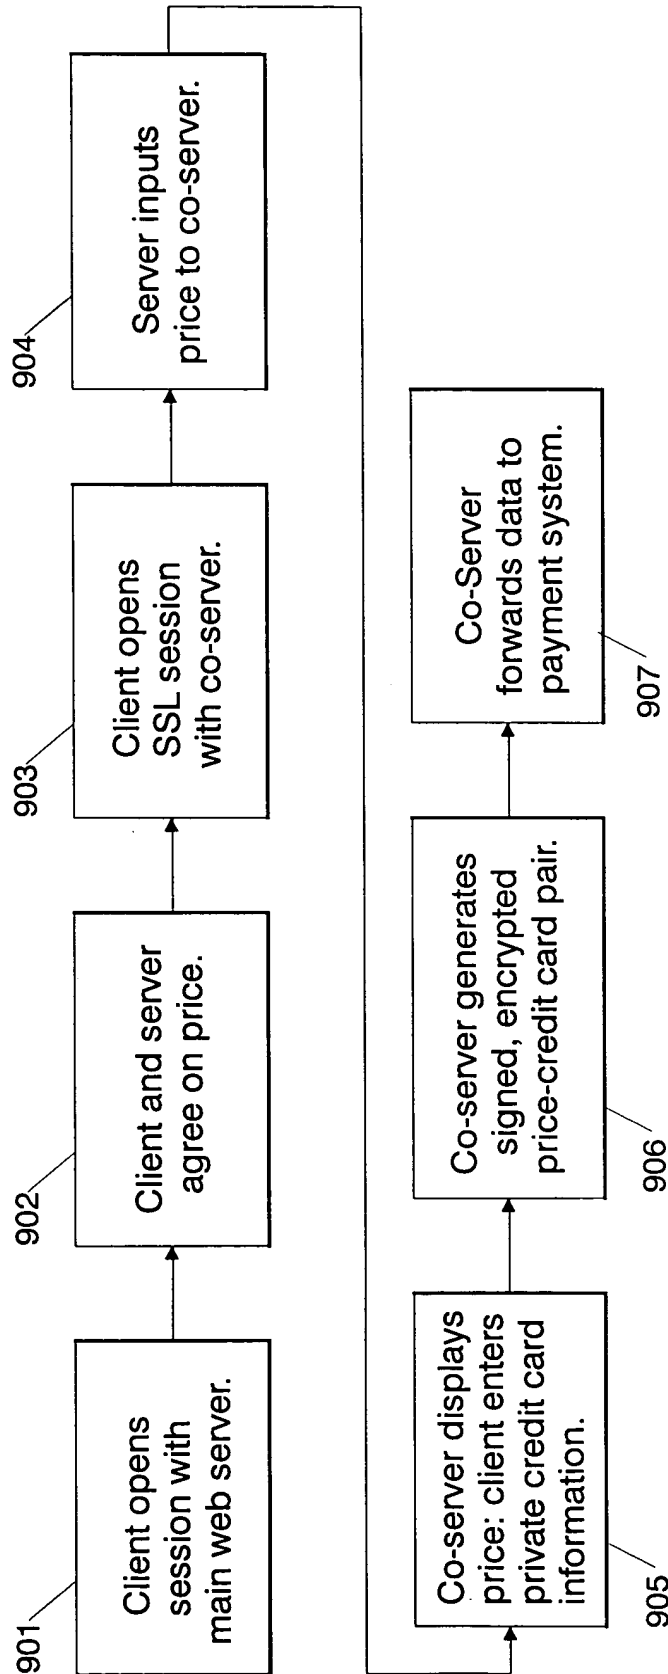 901
Client opens
session with
main web server.
902
Client and server
agree on price.
903
Client opens
SSL session
with co-server.
904
Server inputs
price to co-server.
Co-server displays
price: client enters
private credit card
information.
905
Co-server generates
signed, encrypted
price-credit card pair.
906
Co-Server
forwards data to
payment system.
907